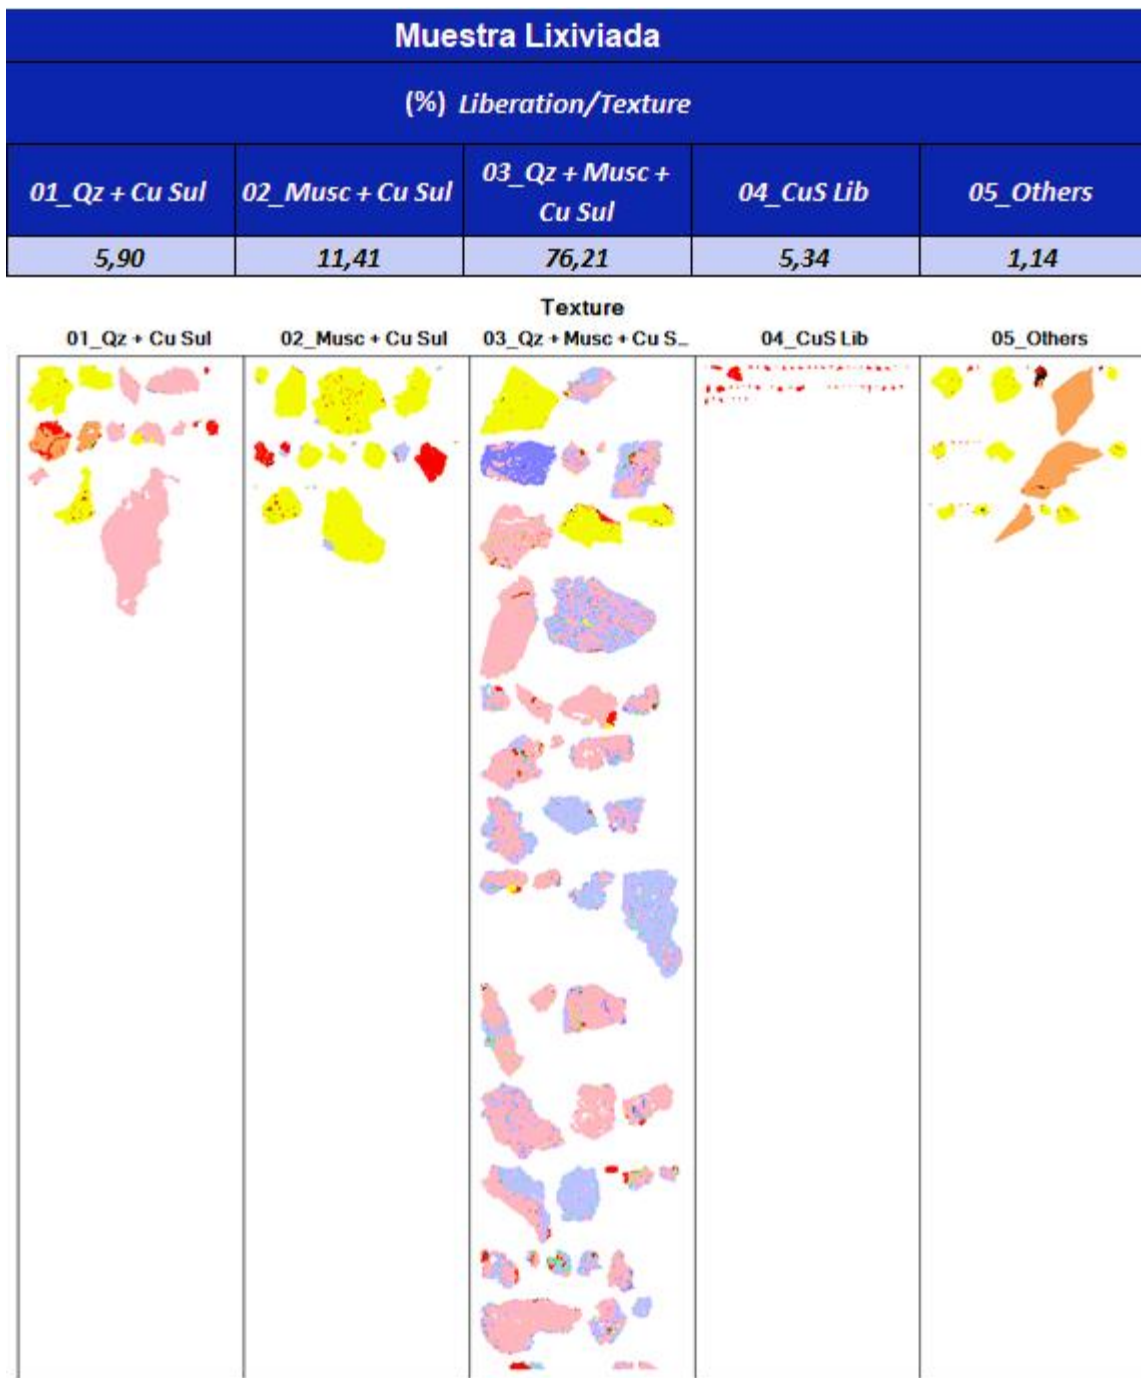 Muestra Lixiviada
(%) Liberation/Texture
01_Qz + Cu Sul
02_Musc + Cu Sul
03_Qz + Musc +
Cu Sul
04_CuS Lib
05_Others
5,90
11,41
76,21
5,34
1,14
Texture
01_Qz + Cu Sul
02_Musc + Cu Sul
03_Qz + Musc + Cu S...
04_CuS Lib
05_Others